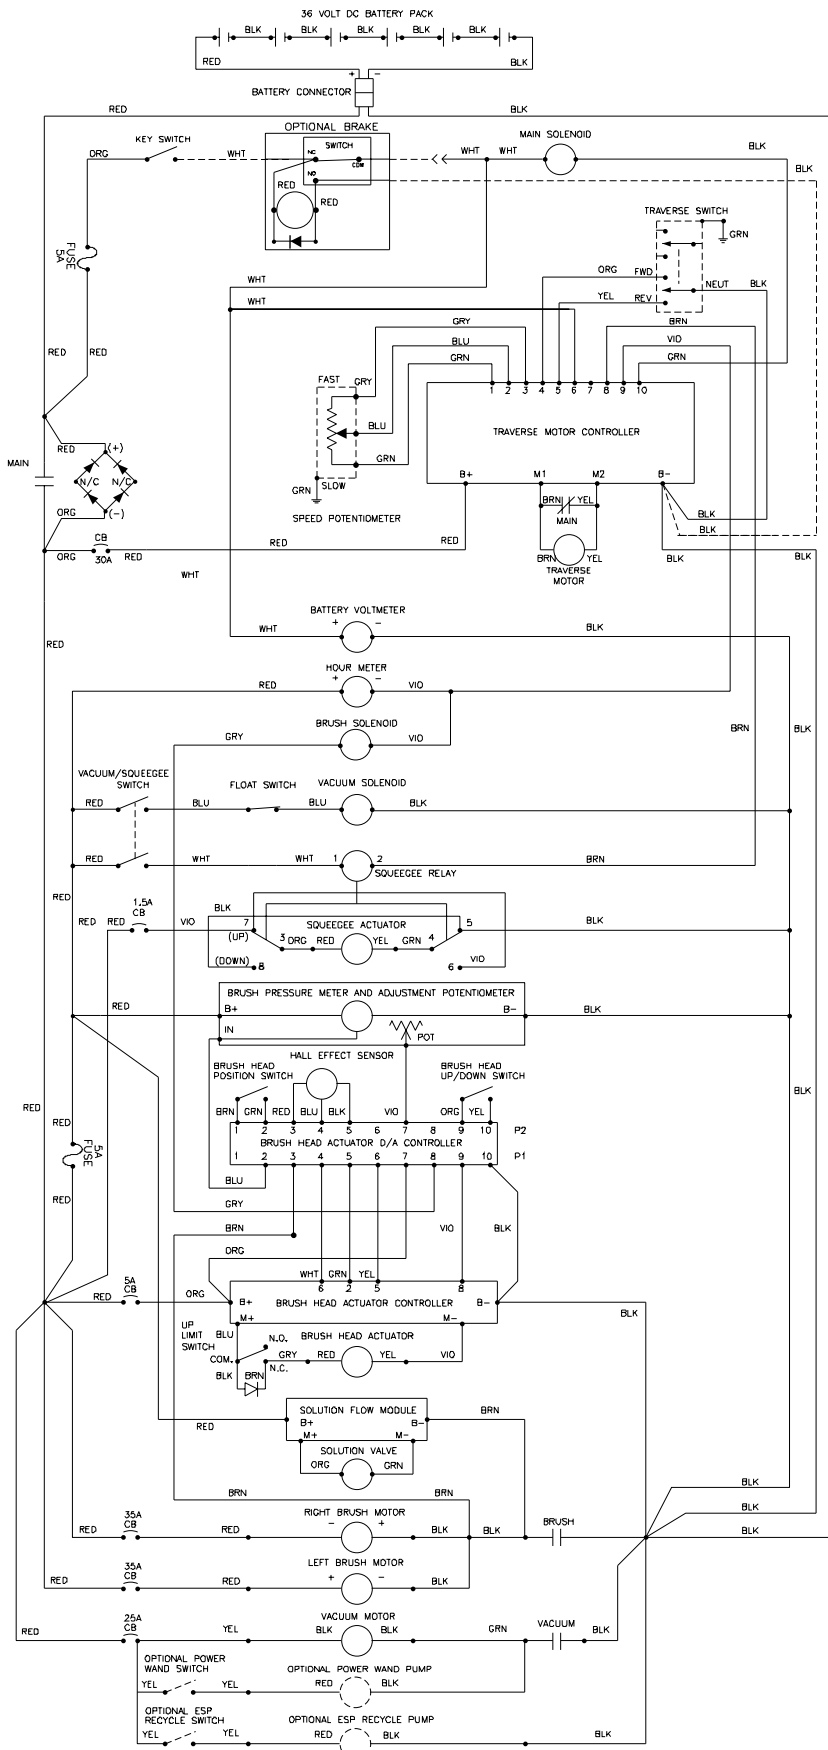 36 VOLT DC BATTERY PACK
BLK BLK BLK BLK BLK
RED BLK
+ −
BATTERY CONNECTOR
RED BLK
OPTIONAL BRAKE
KEY SWITCH SWITCH MAIN SOLENOID
ORG WHT NC COM WHT WHT BLK
NO BLK
RED
RED
TRAVERSE SWITCH
GRN
FUSE
5A
WHT ORG FWD NEUT BLK
WHT YEL REV
GRY BRN
BLU VIO
RED RED GRN GRN
FAST GRY
1 2 3 4 5 6 7 8 9 10
BLU
TRAVERSE MOTOR CONTROLLER
RED (+)
MAIN GRN
B+ M1 M2 B-
N/C N/C SLOW
GRN BRN YEL
ORG (-) MAIN BLK
SPEED POTENTIOMETER BLK
CB RED RED
ORG 30A RED BRN YEL BLK BLK
WHT TRAVERSE
MOTOR
BATTERY VOLTMETER
WHT + − BLK
RED
HOUR METER
RED + − VIO
BRUSH SOLENOID
GRY VIO BRN BLK
VACUUM/SQUEEGEE
SWITCH FLOAT SWITCH VACUUM SOLENOID
RED BLU BLU BLK
RED WHT WHT 1 2 BRN
SQUEEGEE RELAY
RED
1.5A
CB BLK
RED RED VIO 7 SQUEEGEE ACTUATOR 5 BLK
(UP) 3 ORG RED YEL GRN 4
(DOWN) 8 6 VIO
BRUSH PRESSURE METER AND ADJUSTMENT POTENTIOMETER
RED B+ B- BLK
IN POT
HALL EFFECT SENSOR
BRUSH HEAD
POSITION SWITCH
BRUSH HEAD
UP/DOWN SWITCH
BLK
RED BRN GRN RED BLU BLK VIO ORG YEL
RED 1 2 3 4 5 6 7 8 9 10 P2
5A
FUSE
BRUSH HEAD ACTUATOR D/A CONTROLLER
1 2 3 4 5 6 7 8 9 10 P1
BLU
RED GRY
BRN VIO BLK
ORG
WHT GRN YEL
5A
CB
6 2 5 8
RED ORG B+ BRUSH HEAD ACTUATOR CONTROLLER B- BLK
M+ M-
UP
LIMIT
SWITCH
BLU N.O. BRUSH HEAD ACTUATOR
COM. GRY RED YEL VIO
BLK BRN N.C.
SOLUTION FLOW MODULE
RED B+ B- BRN
M+ M-
SOLUTION VALVE
ORG GRN
BLK
BRN BRN
35A
CB
RIGHT BRUSH MOTOR BRUSH BLK
RED RED − + BLK BLK BLK
35A
CB
LEFT BRUSH MOTOR
RED RED + − BLK
25A
CB
VACUUM MOTOR VACUUM
RED YEL BLK BLK GRN BLK
OPTIONAL POWER
WAND SWITCH OPTIONAL POWER WAND PUMP
YEL YEL RED BLK
OPTIONAL ESP
RECYCLE SWITCH OPTIONAL ESP RECYCLE PUMP
YEL YEL RED BLK BLK